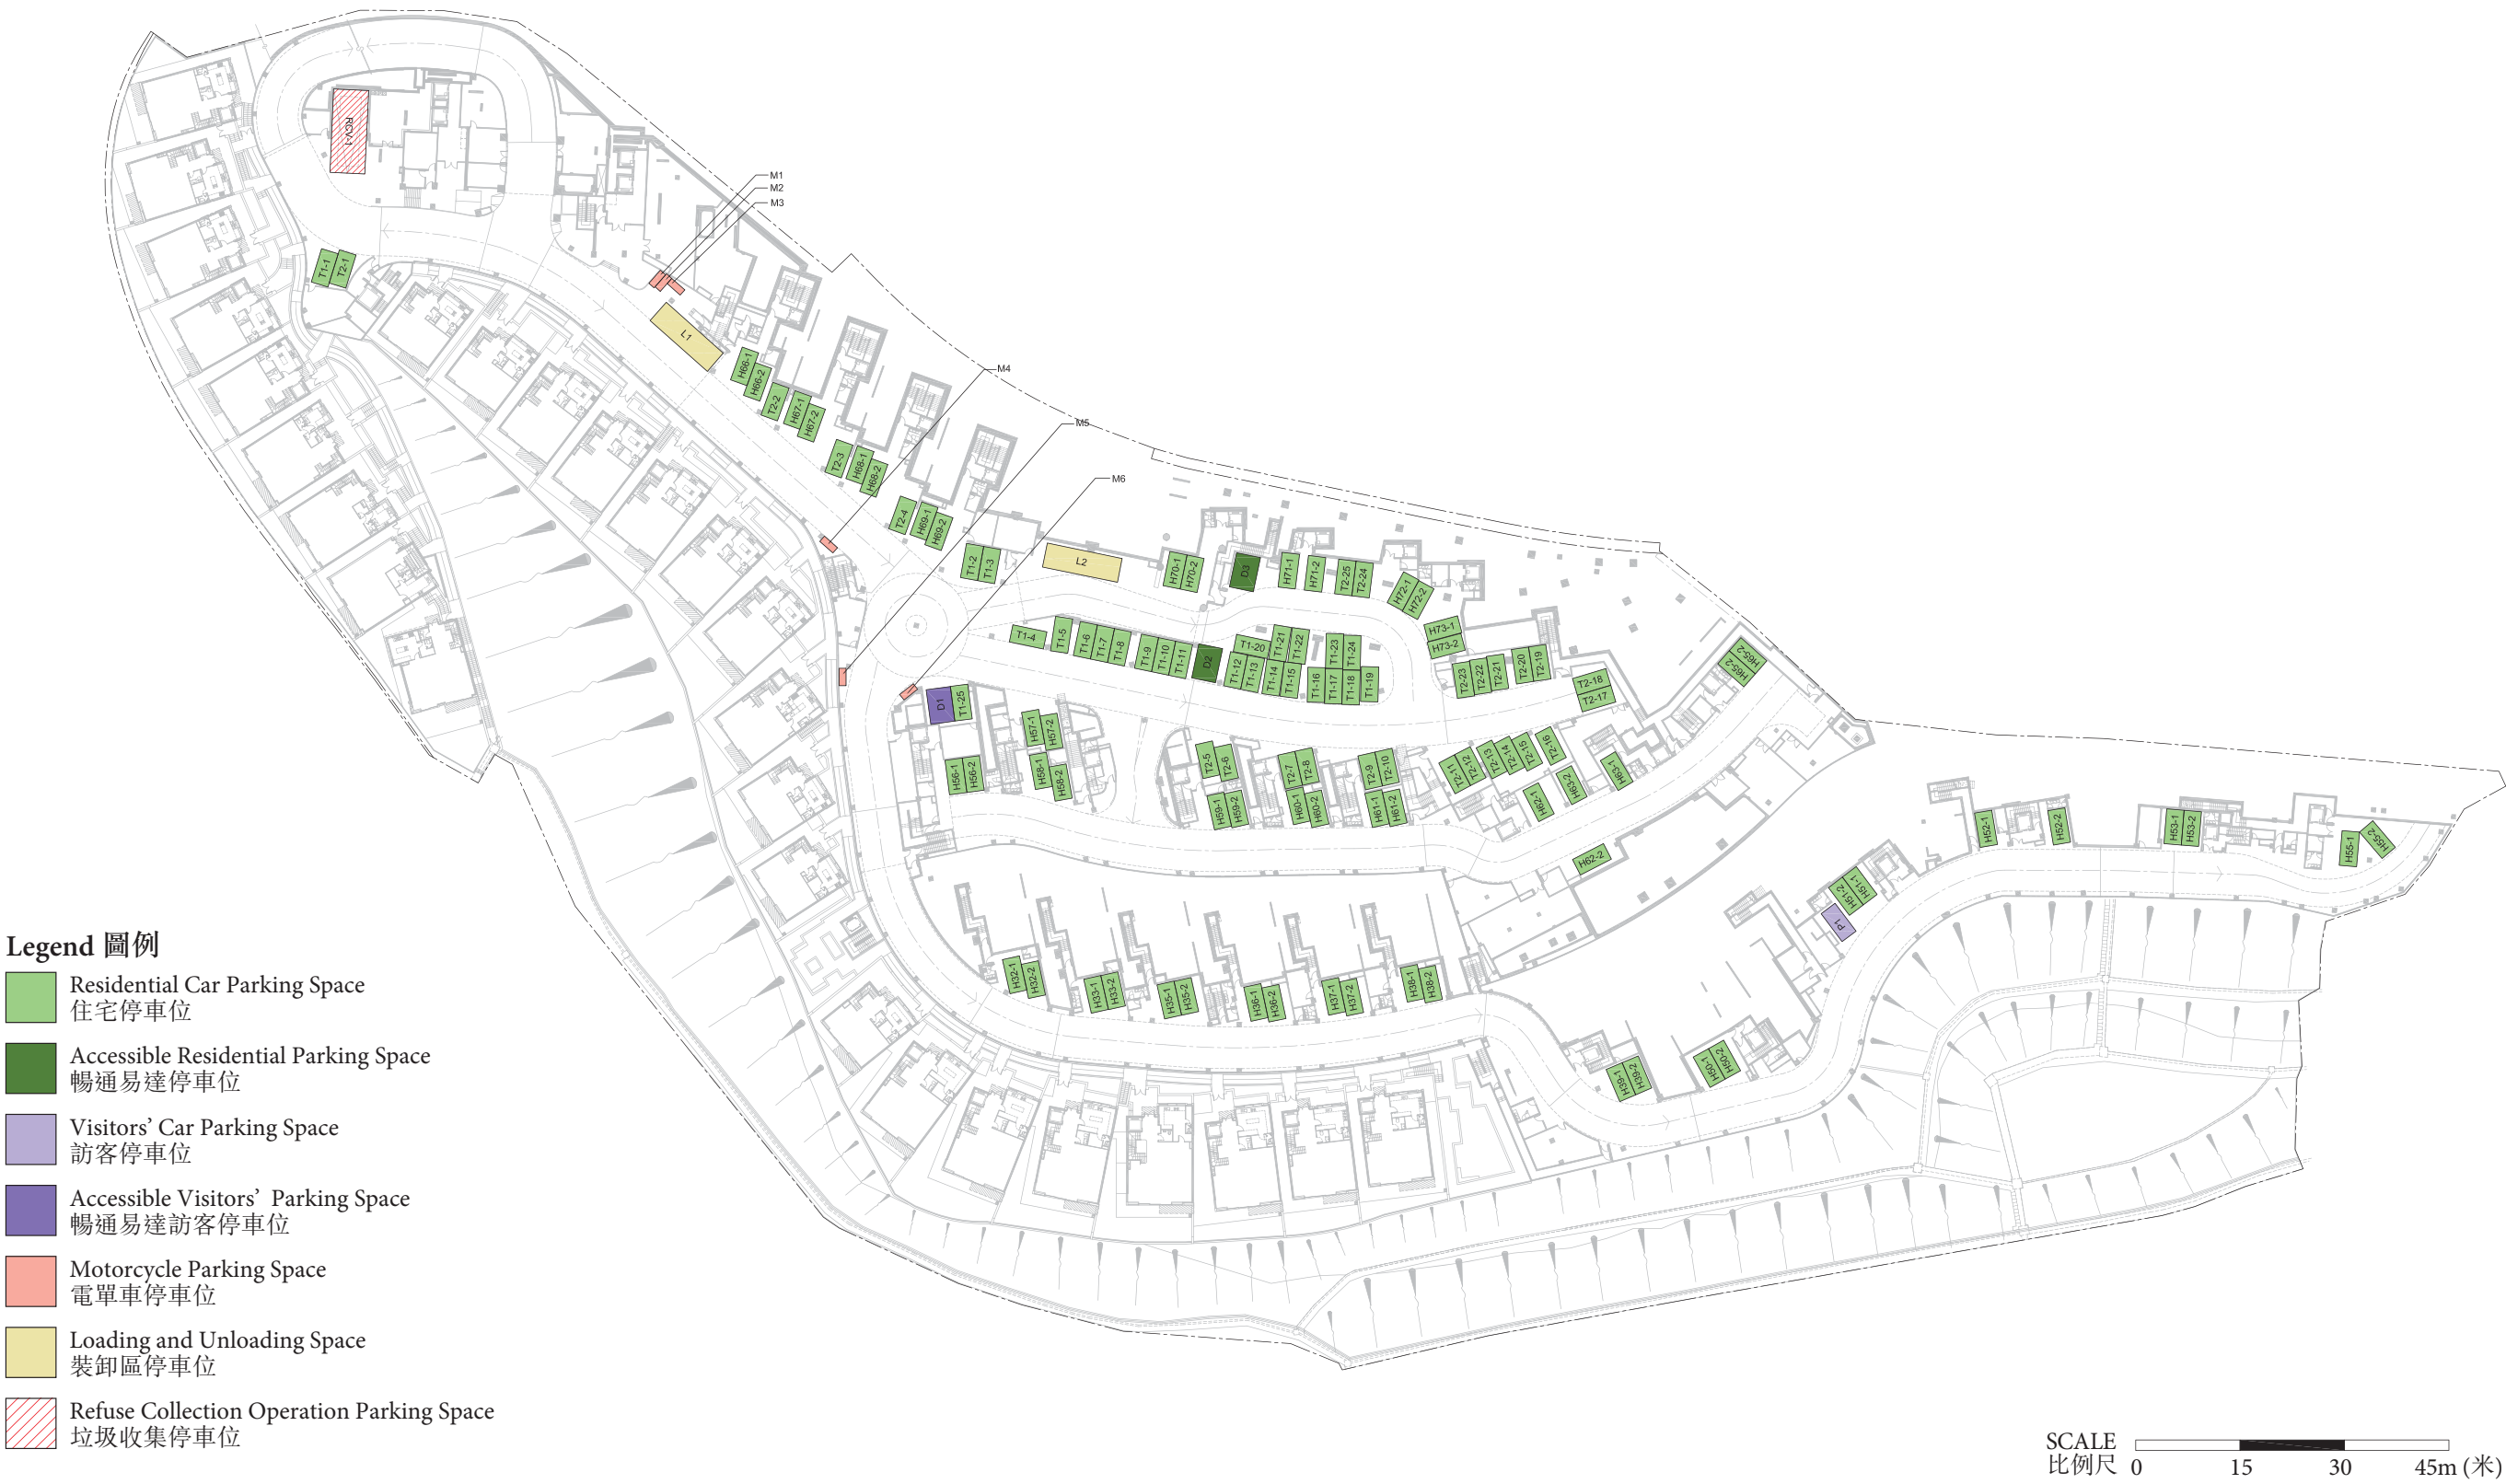 RCV-1
M1
M2
M3
T1-1
T2-1
L1
H66-1
H66-2
T2-2
H67-1
H67-2
M4
M5
M6
T2-3
H68-1
H68-2
T2-4
H69-1
H69-2
T1-2
T1-3
L2
H70-1
H70-2
D3
H71-1
H71-2
T2-25
T2-24
H72-1
H72-2
H73-1
H73-2
T1-4
T1-5
T1-6
T1-7
T1-8
T1-9
T1-10
T1-11
D2
T1-20
T1-21
T1-22
T1-23
T1-24
T1-12
T1-13
T1-14
T1-15
T1-16
T1-17
T1-18
T1-19
T2-23
T2-22
T2-21
T2-20
T2-19
T2-18
T2-17
H65-2
H65-2
D1
T1-25
H57-1
H57-2
H56-1
H56-2
H58-1
H58-2
T2-5
T2-6
H59-1
H59-2
T2-7
T2-8
H60-1
H60-2
T2-9
T2-10
H61-1
H61-2
T2-11
T2-12
T2-13
T2-14
T2-15
T2-16
H62-1
H63-2
H63-1
H62-2
H52-1
H52-2
H53-1
H53-2
H55-1
H55-2
H51-2
H51-1
P1
H32-1
H32-2
H33-1
H33-2
H35-1
H35-2
H36-1
H36-2
H37-1
H37-2
H38-1
H38-2
H39-1
H39-2
H50-1
H50-2
Legend 圖例
Residential Car Parking Space
住宅停車位
Accessible Residential Parking Space
暢通易達停車位
Visitors' Car Parking Space
訪客停車位
Accessible Visitors' Parking Space
暢通易達訪客停車位
Motorcycle Parking Space
電單車停車位
Loading and Unloading Space
裝卸區停車位
Refuse Collection Operation Parking Space
垃圾收集停車位
SCALE
比例尺 0 15 30 45m (米)